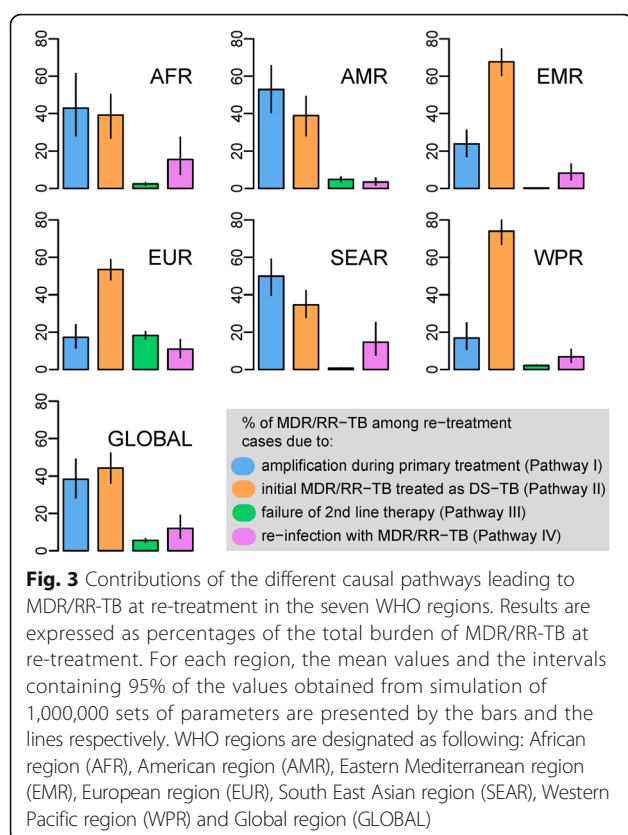 80
60
40
20
0
AFR
80
60
40
20
0
AMR
80
60
40
20
0
EMR
80
60
40
20
0
EUR
80
60
40
20
0
SEAR
80
60
40
20
0
WPR
80
60
40
20
0
GLOBAL
% of MDR/RR−TB among re−treatment
cases due to:
amplification during primary treatment (Pathway I)
initial MDR/RR−TB treated as DS−TB (Pathway II)
failure of 2nd line therapy (Pathway III)
re−infection with MDR/RR−TB (Pathway IV)
Fig. 3 Contributions of the different causal pathways leading to
MDR/RR-TB at re-treatment in the seven WHO regions. Results are
expressed as percentages of the total burden of MDR/RR-TB at
re-treatment. For each region, the mean values and the intervals
containing 95% of the values obtained from simulation of
1,000,000 sets of parameters are presented by the bars and the
lines respectively. WHO regions are designated as following: African
region (AFR), American region (AMR), Eastern Mediterranean region
(EMR), European region (EUR), South East Asian region (SEAR), Western
Pacific region (WPR) and Global region (GLOBAL)